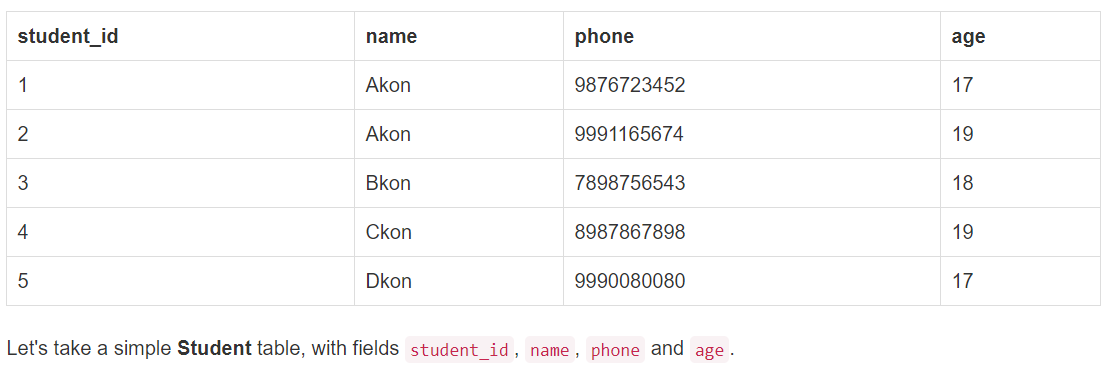 student_id name phone age
1 Akon 9876723452 17
2 Akon 9991165674 19
3 Bkon 7898756543 18
4 Ckon 8987867898 19
5 Dkon 9990080080 17
Let's take a simple Student table, with fields student_id, name, phone and age.